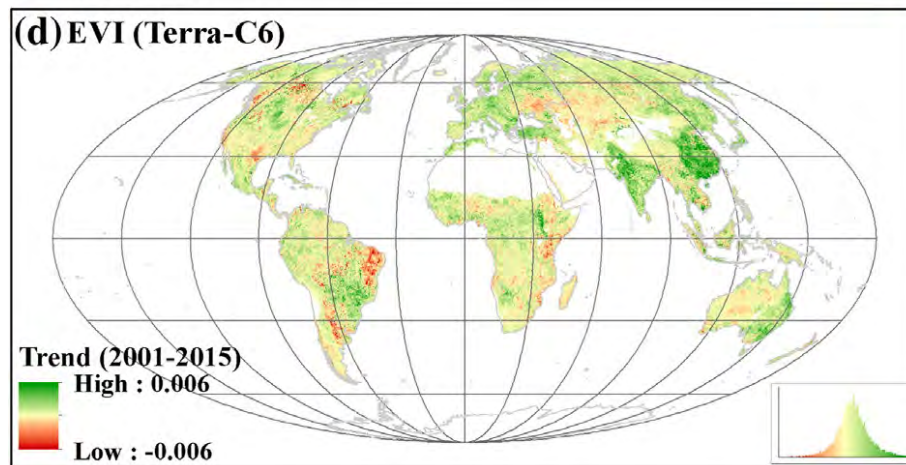 (d) EVI (Terra-C6)
Trend (2001-2015)
High : 0.006
Low : -0.006